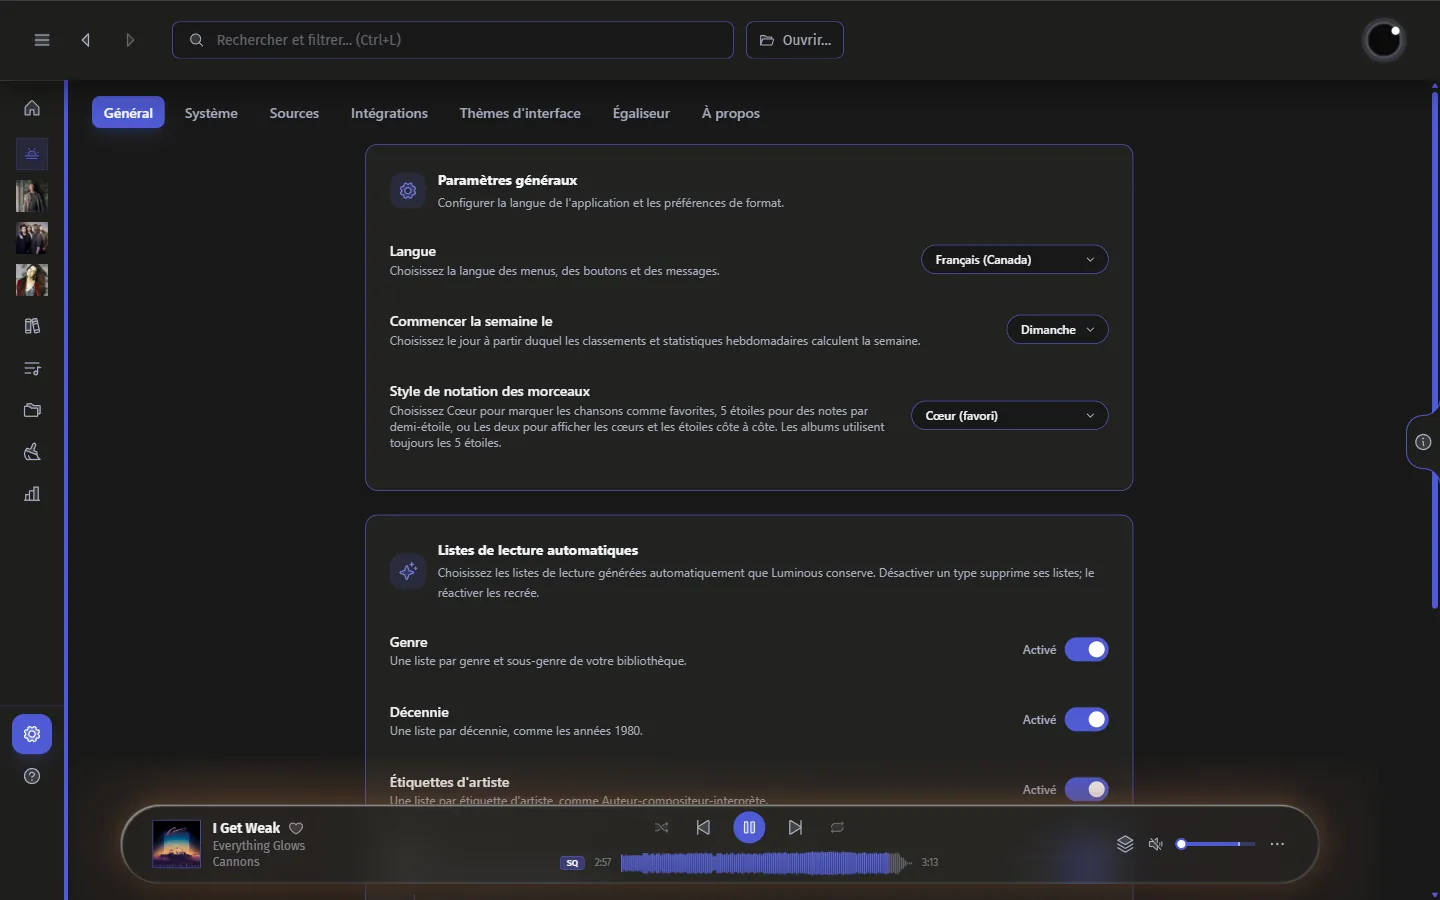 Rechercher et filtrer... (Ctrl+L)
Ouvrir...
Général
Système
Sources
Intégrations
Thèmes d'interface
Égaliseur
À propos
Paramètres généraux
Configurer la langue de l'application et les préférences de format.
Langue
Choisissez la langue des menus, des boutons et des messages.
Français (Canada)
Commencer la semaine le
Choisissez le jour à partir duquel les classements et statistiques hebdomadaires calculent la semaine.
Dimanche
Style de notation des morceaux
Choisissez Cœur pour marquer les chansons comme favorites, 5 étoiles pour des notes par
demi-étoile, ou Les deux pour afficher les cœurs et les étoiles côte à côte. Les albums utilisent
toujours les 5 étoiles.
Cœur (favori)
Listes de lecture automatiques
Choisissez les listes de lecture générées automatiquement que Luminous conserve. Désactiver un type supprime ses listes; le
réactiver les recrée.
Genre
Une liste par genre et sous-genre de votre bibliothèque.
Activé
Décennie
Une liste par décennie, comme les années 1980.
Activé
Étiquettes d'artiste
Une liste par étiquette d'artiste, comme Auteur-compositeur-interprète.
Activé
I Get Weak
Everything Glows
Cannons
SQ
2:57
3:13